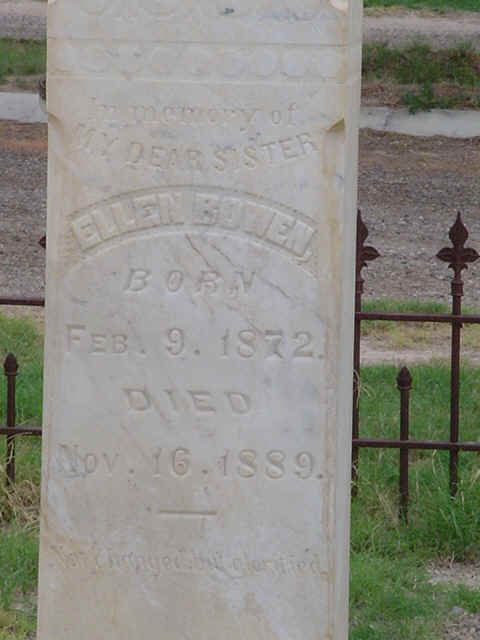 In memory of
MY DEAR SISTER
ELLEN BOWEN,
BORN
FEB. 9. 1872.
DIED
NOV. 16. 1889.
Not changed, but glorified.